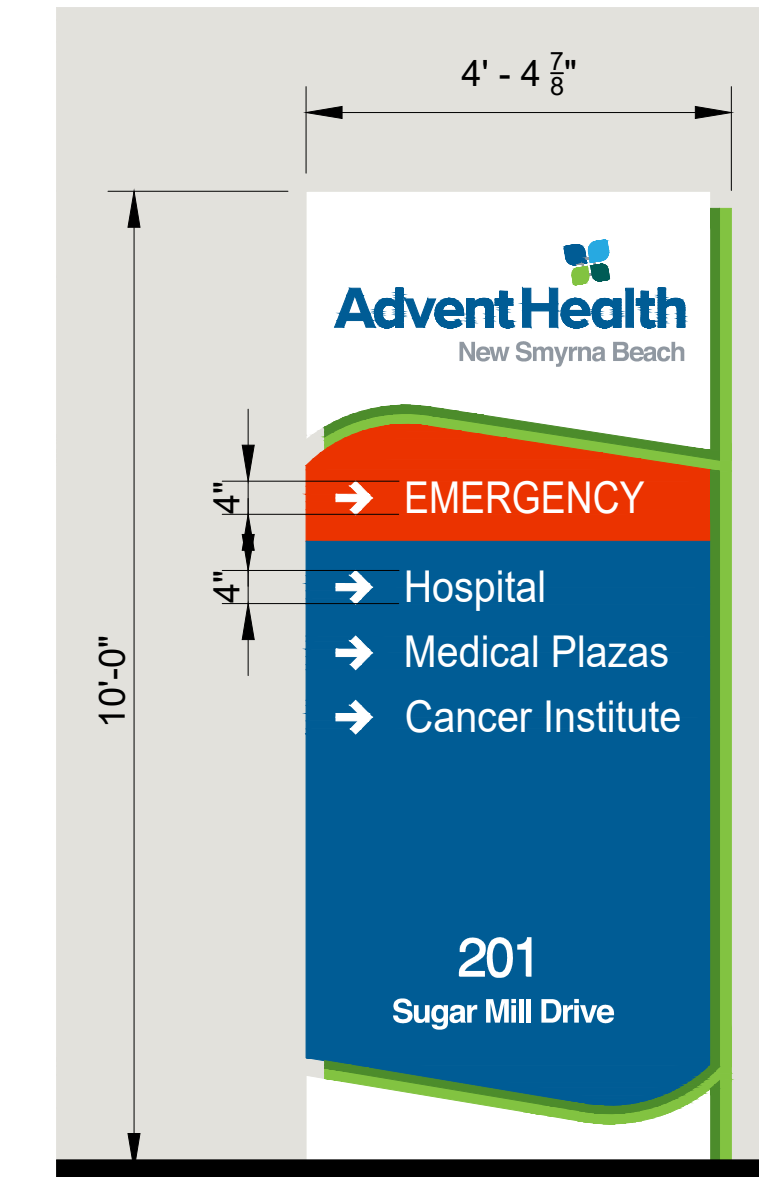 4' - 4 7/8"
AdventHealth
New Smyrna Beach
4"
EMERGENCY
4"
Hospital
Medical Plazas
10'-0"
Cancer Institute
201
Sugar Mill Drive